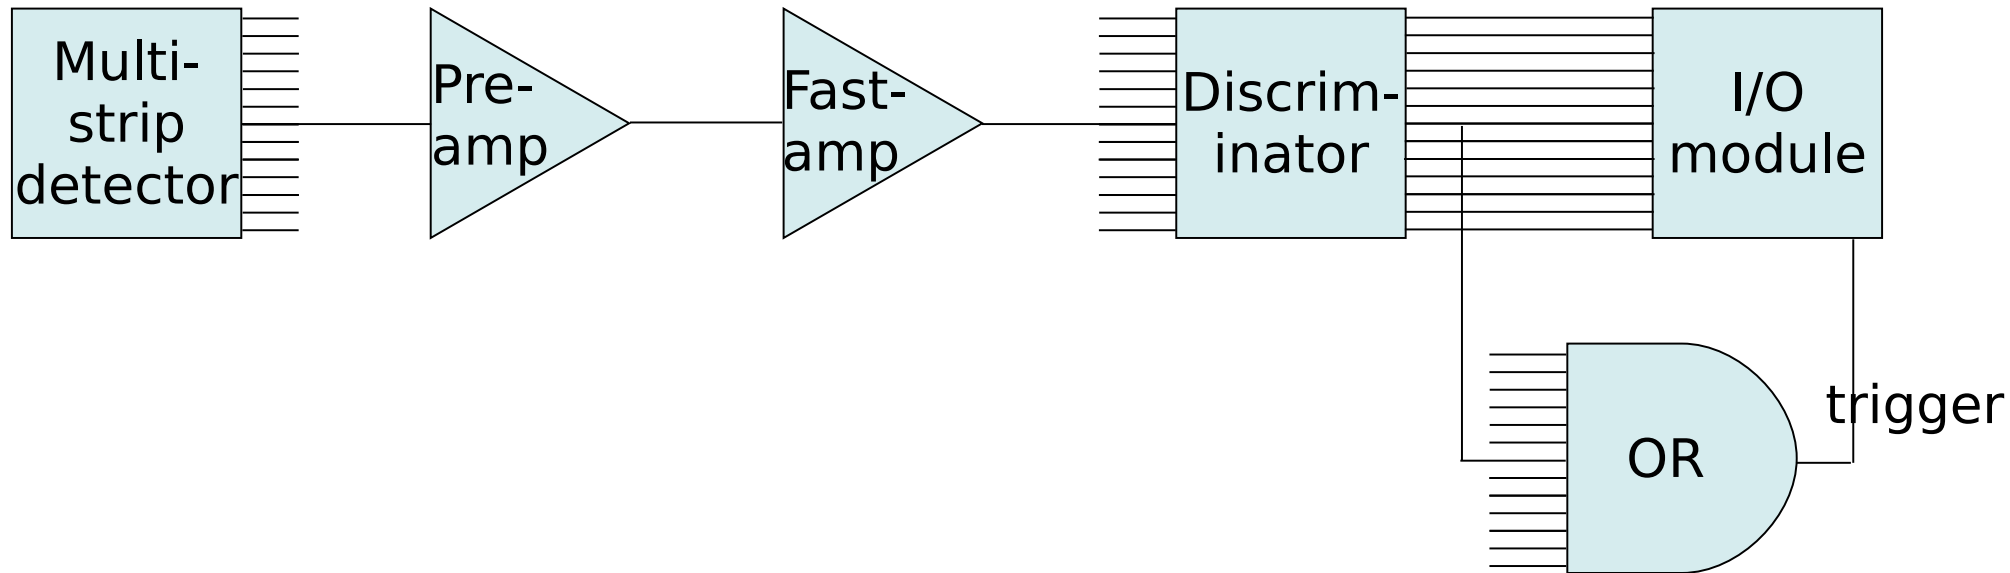 Multi-
strip
detector
Pre-
amp
Fast-
amp
Discrim-
inator
I/O
module
OR
trigger